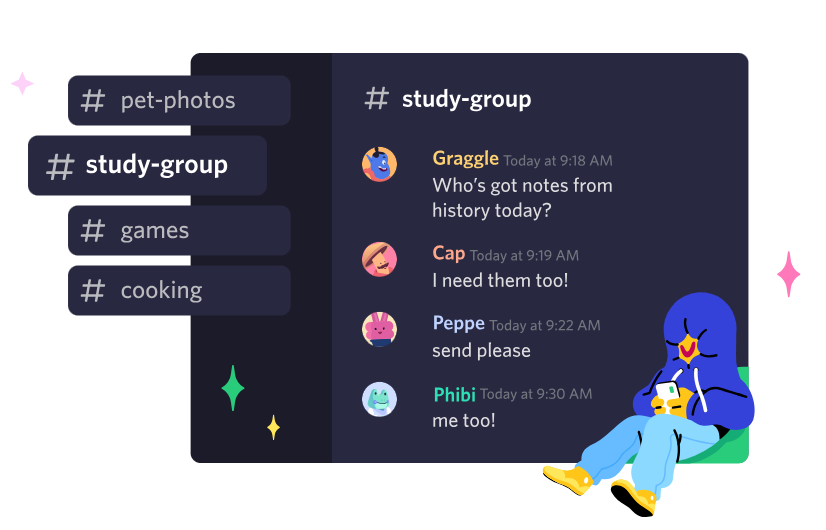 # pet-photos
# study-group
# games
# cooking
# study-group
Graggle Today at 9:18 AM
Who's got notes from
history today?
Cap Today at 9:19 AM
I need them too!
Peppe Today at 9:22 AM
send please
Phibi Today at 9:30 AM
me too!